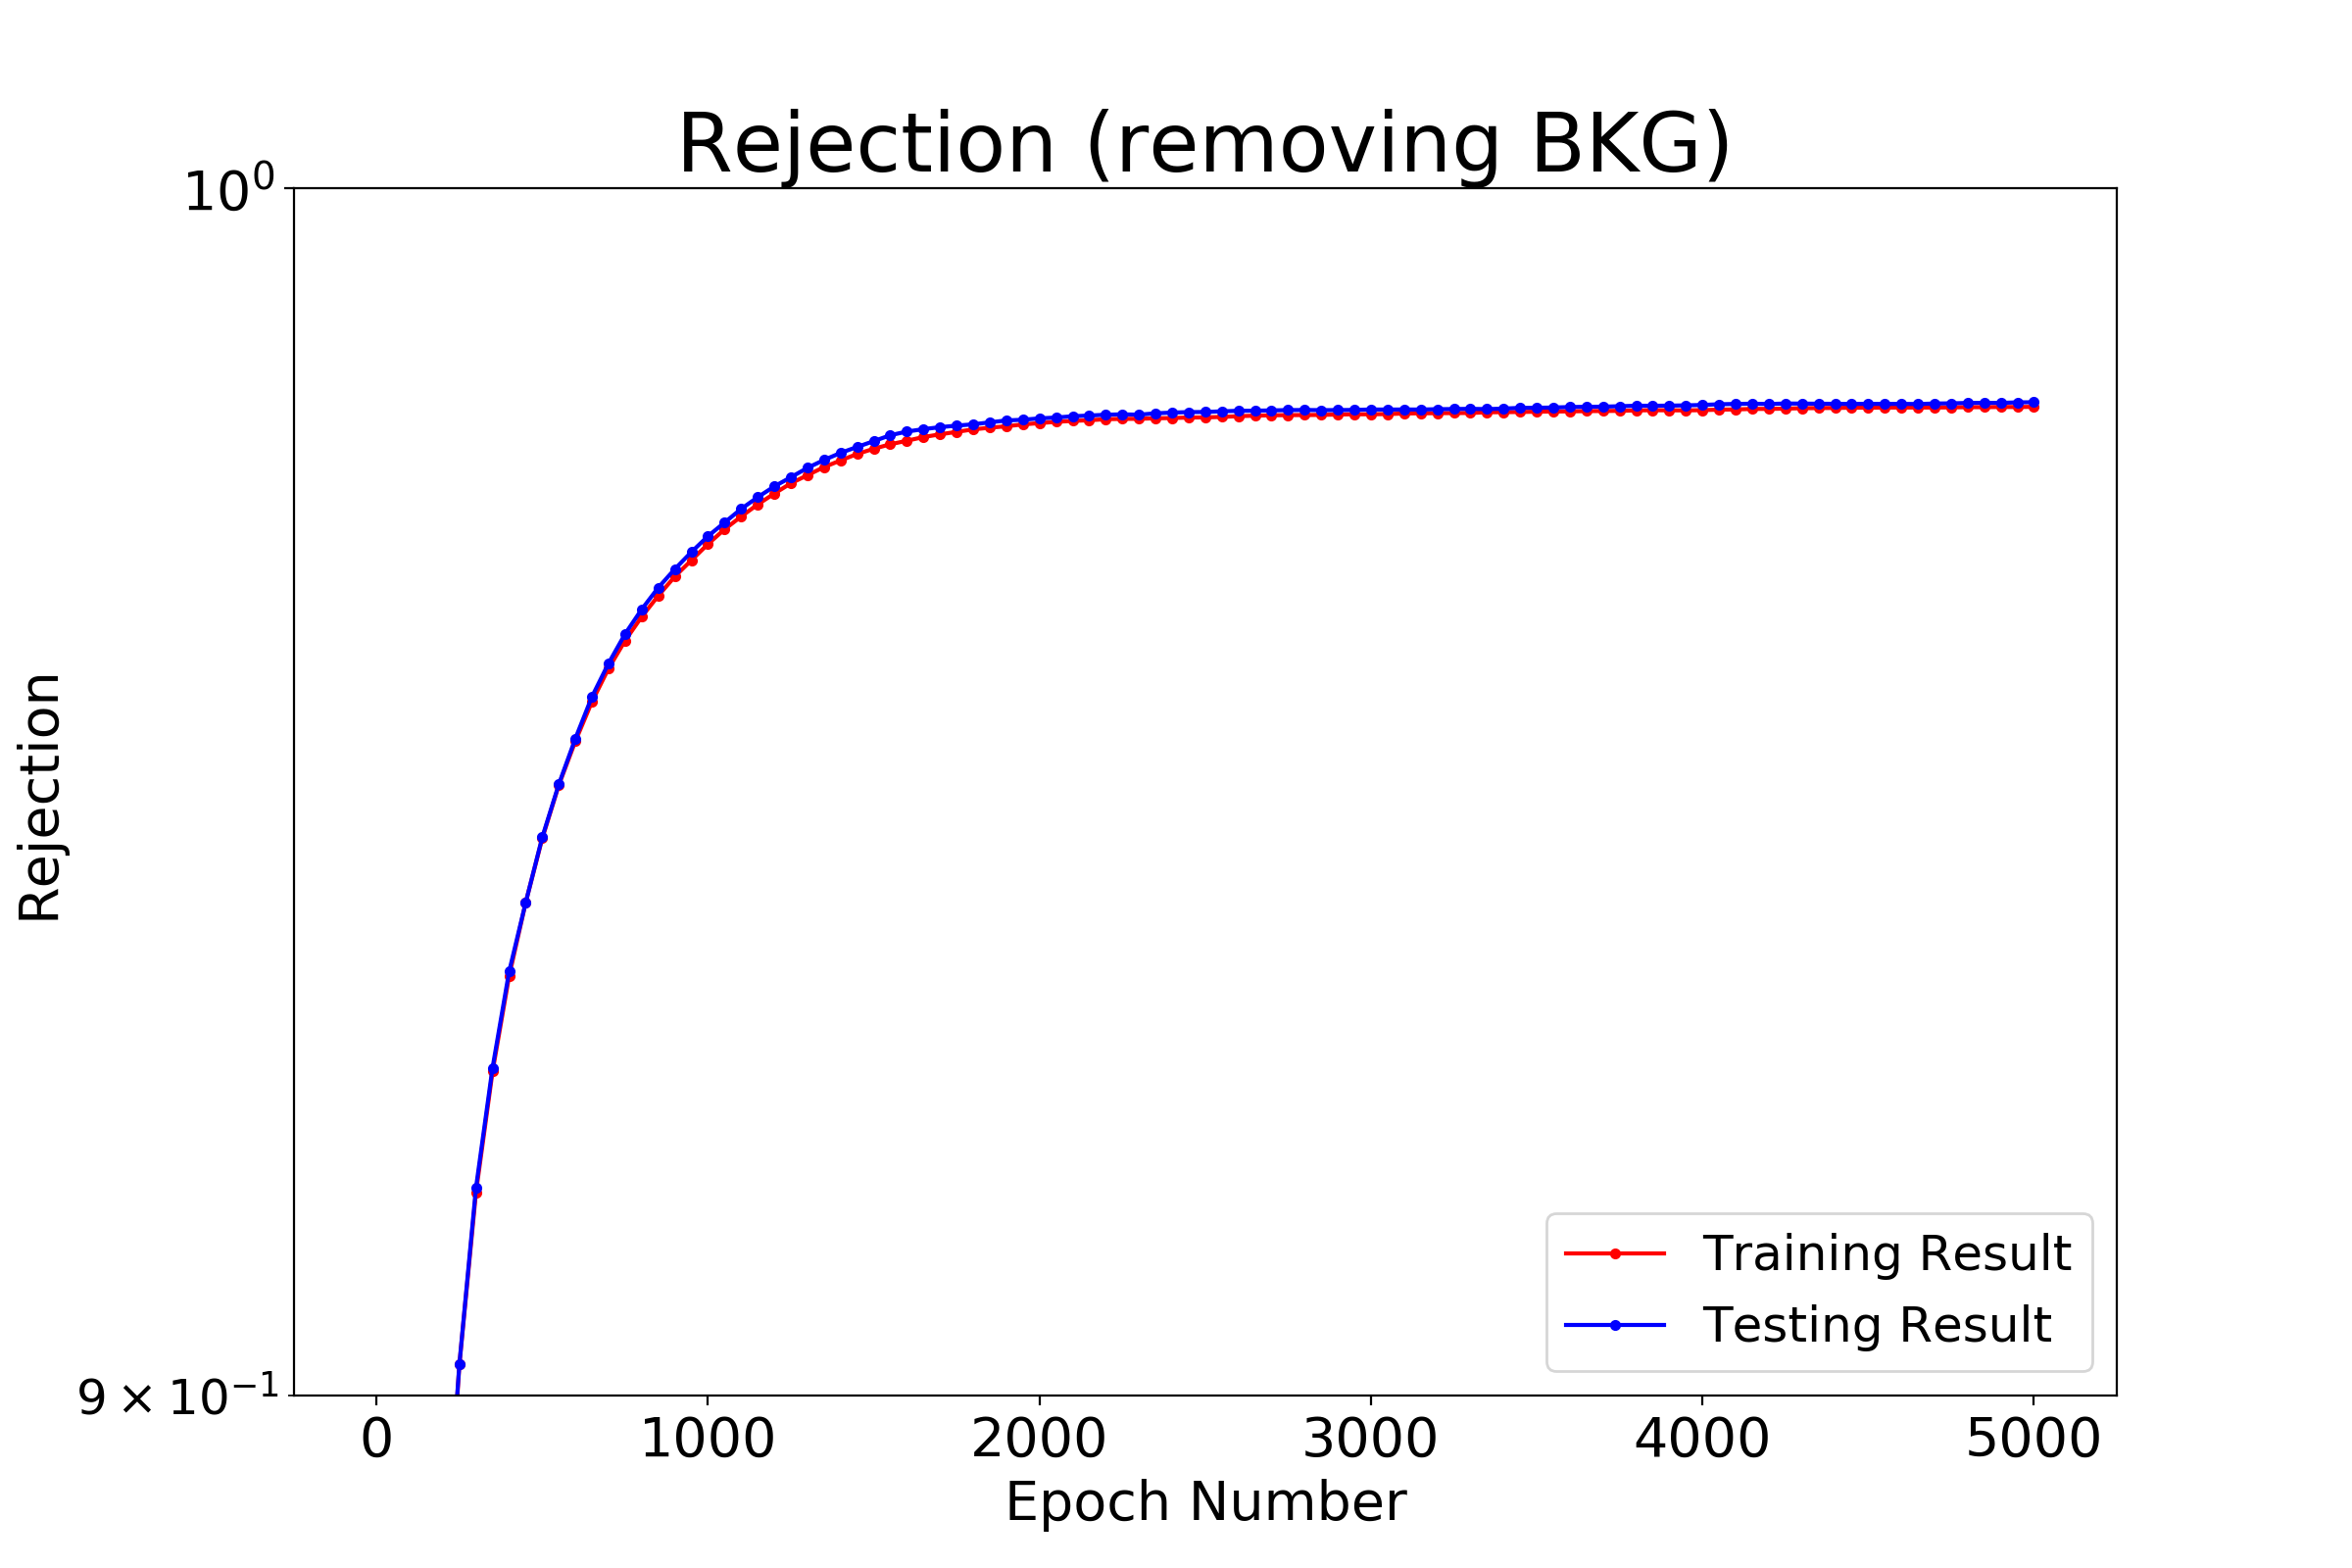 Rejection (removing BKG)
10⁰
Rejection
9 × 10⁻¹
0 1000 2000 3000 4000 5000
Epoch Number
Training Result
Testing Result